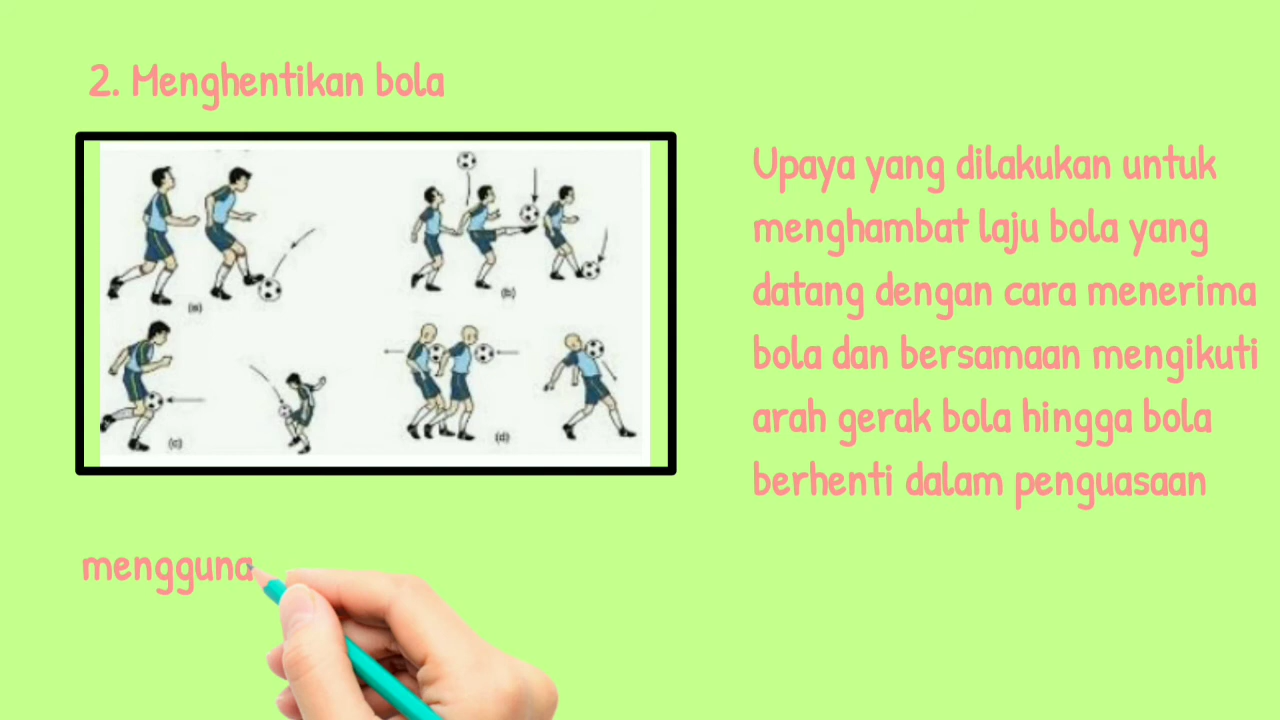 2. Menghentikan bola
(a)
(b)
(c)
(d)
Upaya yang dilakukan untuk
menghambat laju bola yang
datang dengan cara menerima
bola dan bersamaan mengikuti
arah gerak bola hingga bola
berhenti dalam penguasaan
mengguna